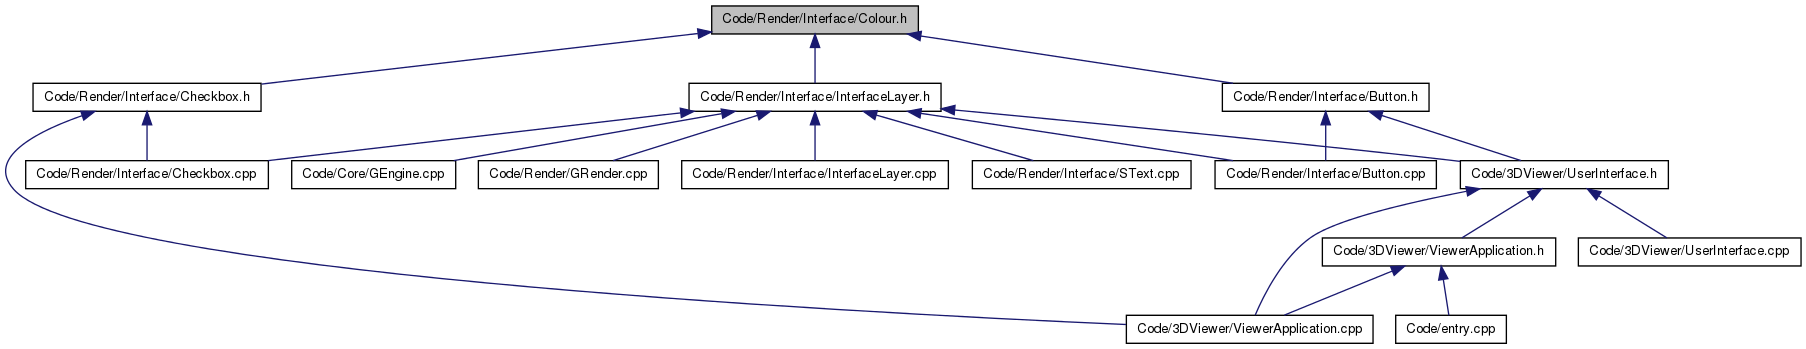 Code/Render/Interface/Colour.h
Code/Render/Interface/Checkbox.h
Code/Render/Interface/InterfaceLayer.h
Code/Render/Interface/Button.h
Code/Render/Interface/Checkbox.cpp
Code/Core/GEngine.cpp
Code/Render/GRender.cpp
Code/Render/Interface/InterfaceLayer.cpp
Code/Render/Interface/SText.cpp
Code/Render/Interface/Button.cpp
Code/3DViewer/UserInterface.h
Code/3DViewer/ViewerApplication.h
Code/3DViewer/UserInterface.cpp
Code/3DViewer/ViewerApplication.cpp
Code/entry.cpp